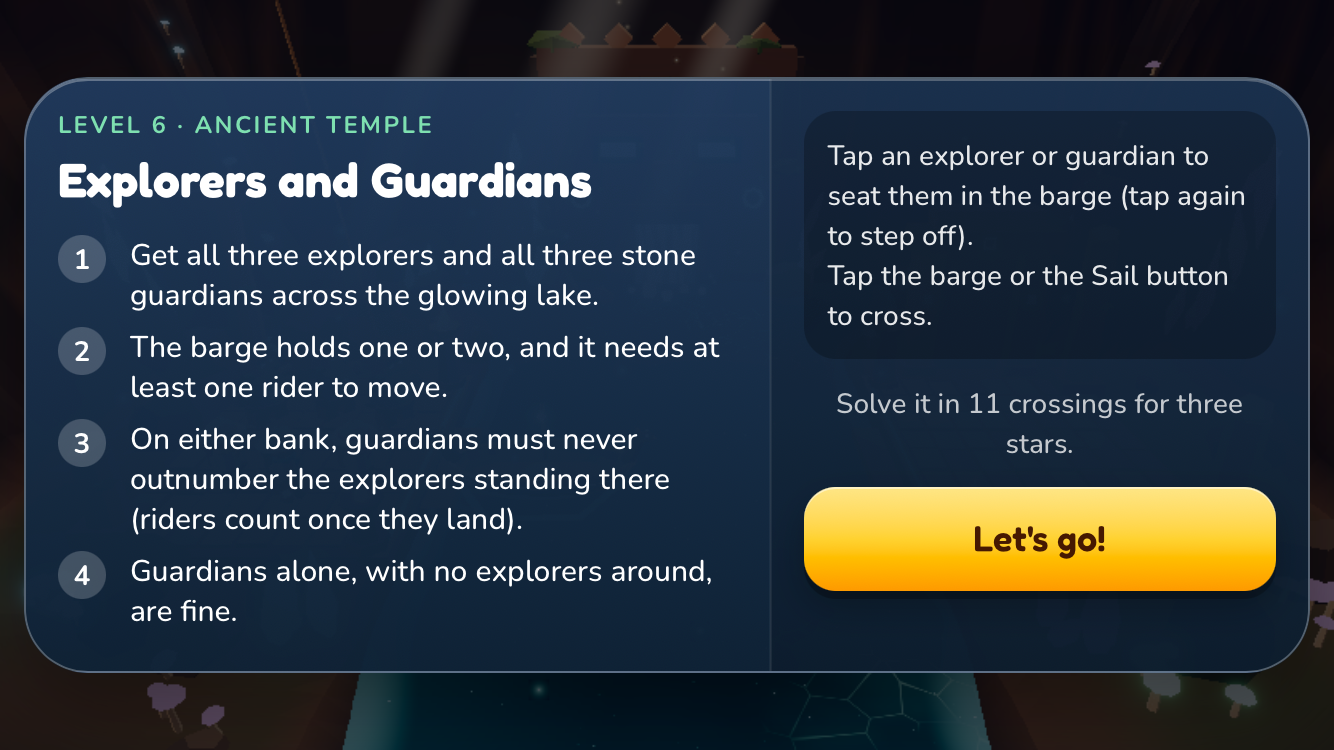 LEVEL 6 · ANCIENT TEMPLE
Explorers and Guardians
1 Get all three explorers and all three stone
guardians across the glowing lake.
2 The barge holds one or two, and it needs at
least one rider to move.
3 On either bank, guardians must never
outnumber the explorers standing there
(riders count once they land).
4 Guardians alone, with no explorers around,
are fine.
Tap an explorer or guardian to
seat them in the barge (tap again
to step off).
Tap the barge or the Sail button
to cross.
Solve it in 11 crossings for three
stars.
Let's go!